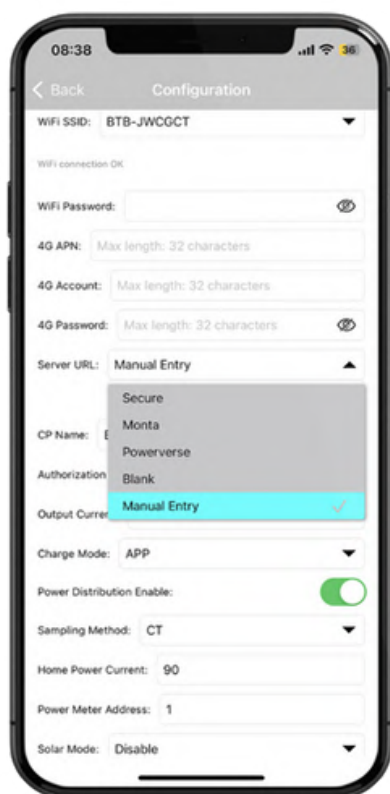 08:38 36
Back Configuration
WiFi SSID: BTB-JWCGCT
WiFi connection OK
WiFi Password:
4G APN: Max length: 32 characters
4G Account: Max length: 32 characters
4G Password: Max length: 32 characters
Server URL: Manual Entry
Secure
Monta
CP Name:
Powerverse
Authorization
Blank
Output Curre
Manual Entry
Charge Mode: APP
Power Distribution Enable:
Sampling Method: CT
Home Power Current: 90
Power Meter Address: 1
Solar Mode: Disable